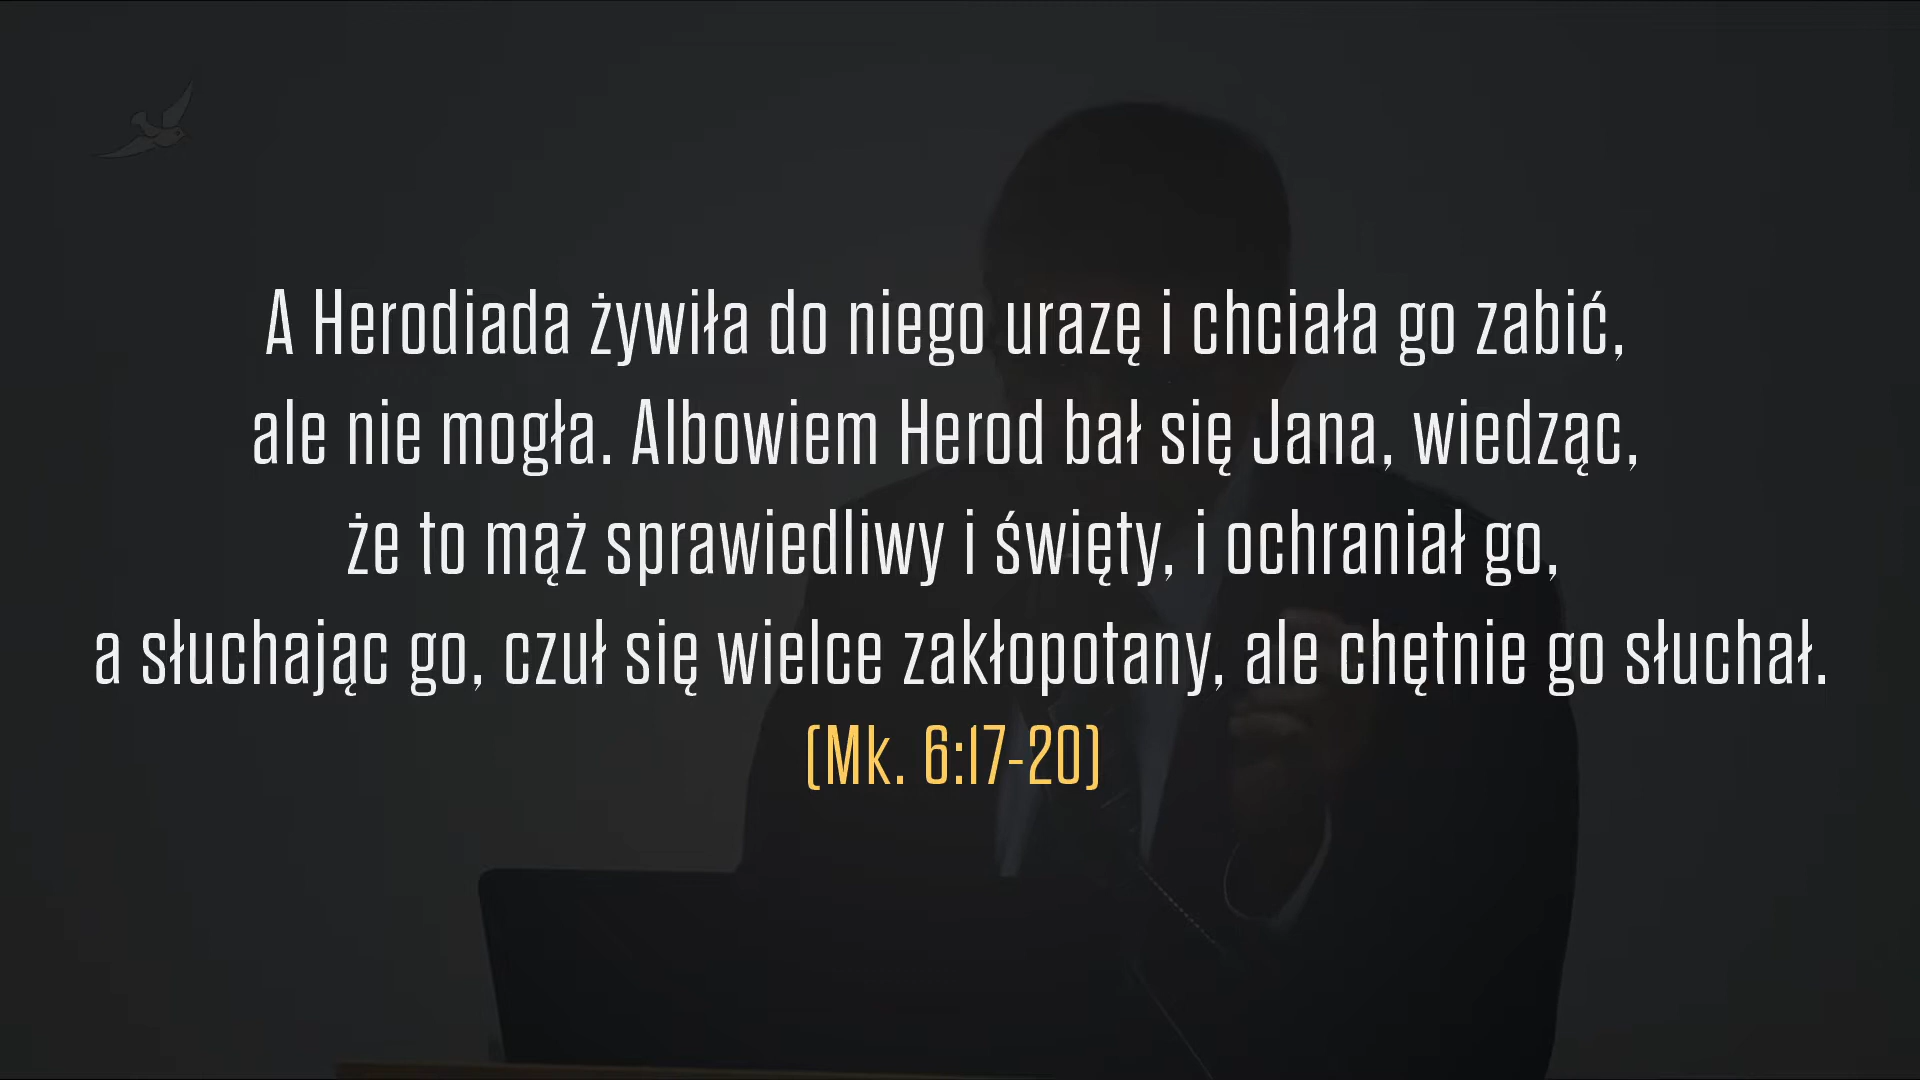 A Herodiada żywiła do niego urazę i chciała go zabić,
ale nie mogła. Albowiem Herod bał się Jana, wiedząc,
że to mąż sprawiedliwy i święty, i ochraniał go,
a słuchając go, czuł się wielce zakłopotany, ale chętnie go słuchał.
(Mk. 6:17-20)